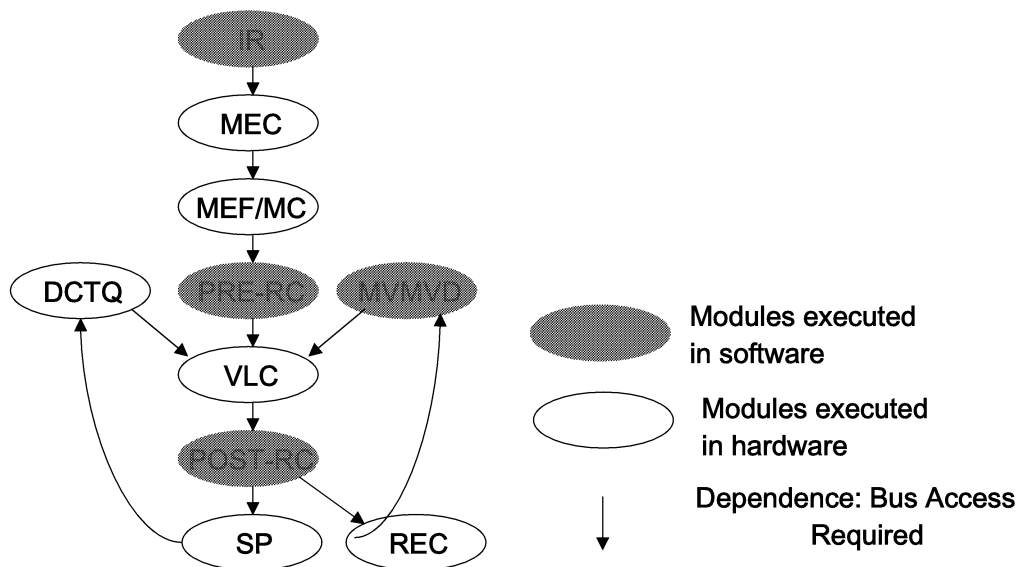 IR
MEC
MEF/MC
DCTQ
PRE-RC
MVMVD
VLC
POST-RC
SP
REC
Modules executed
in software
Modules executed
in hardware
Dependence: Bus Access
Required